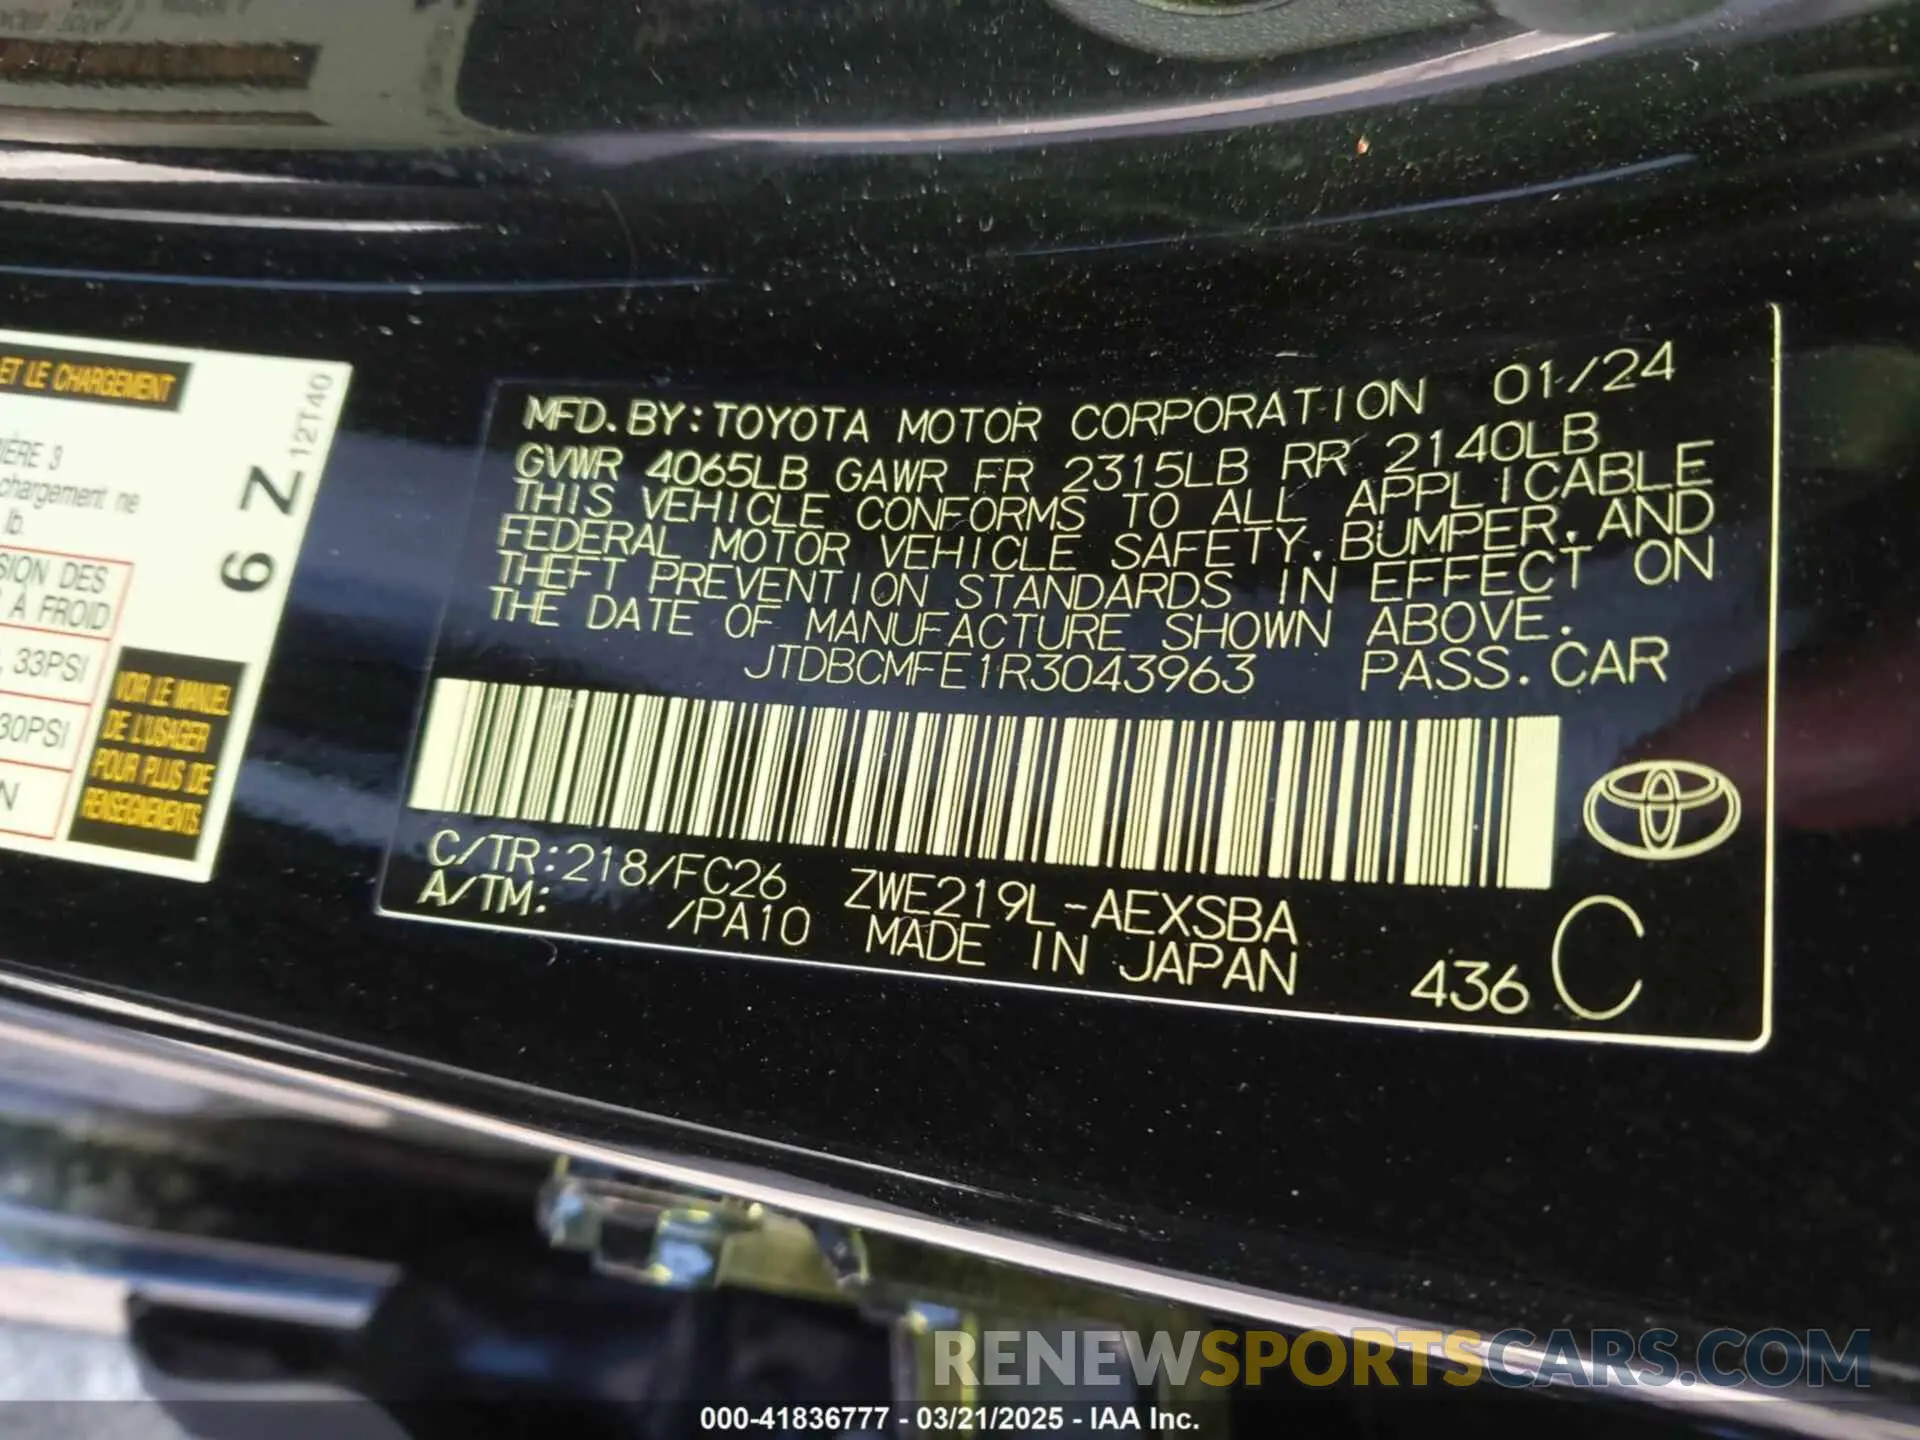 ET LE CHARGEMENT
IÈRE 3
chargement ne
lb.
SION DES
À FROID
, 33PSI
30PSI
N
VOIR LE MANUEL
DE L'USAGER
POUR PLUS DE
RENSEIGNEMENTS
6 Z
12T40
MFD. BY: TOYOTA MOTOR CORPORATION 01/24
GVWR 4065LB GAWR FR 2315LB RR 2140LB
THIS VEHICLE CONFORMS TO ALL APPLICABLE
FEDERAL MOTOR VEHICLE SAFETY, BUMPER, AND
THEFT PREVENTION STANDARDS IN EFFECT ON
THE DATE OF MANUFACTURE SHOWN ABOVE.
JTDBCMFE1R3043963 PASS. CAR
C/TR: 218/FC26 ZWE219L-AEXSBA
A/TM: /PA10 MADE IN JAPAN 436 C
RENEWSPORTSCARS.COM
000-41836777 - 03/21/2025 - IAA Inc.